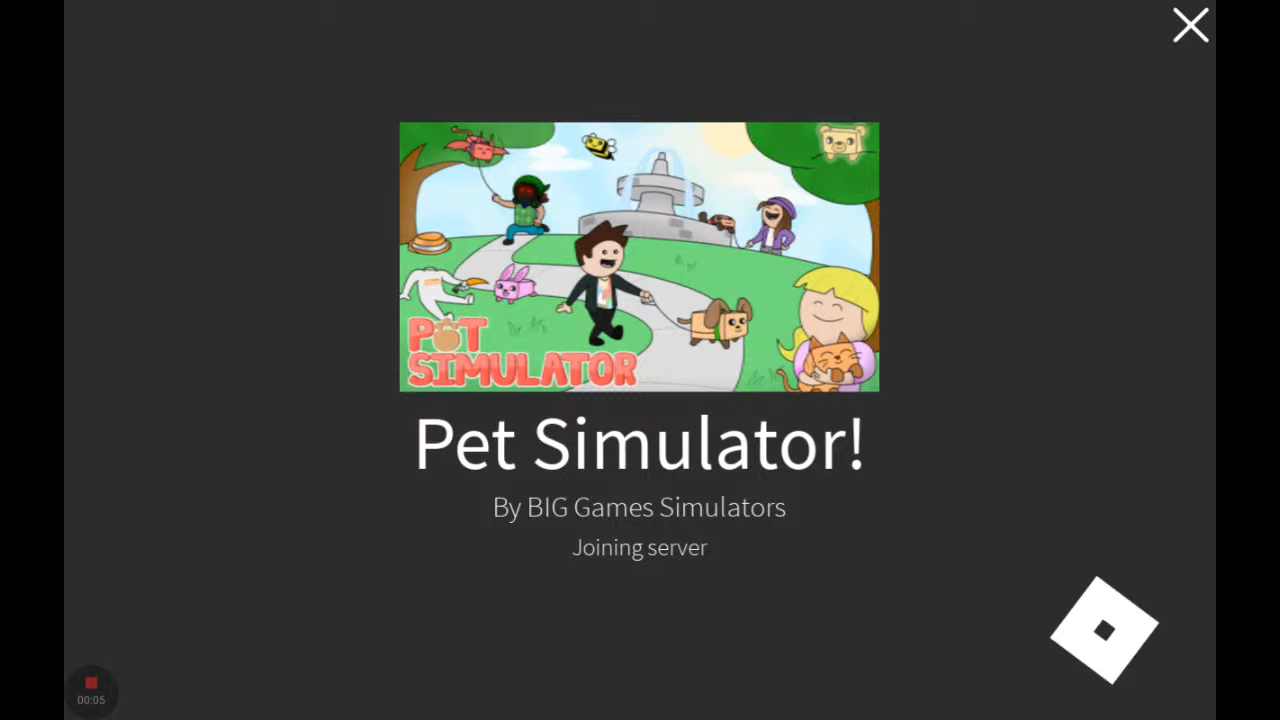 PET
SIMULATOR
Pet Simulator!
By BIG Games Simulators
Joining server
00:05